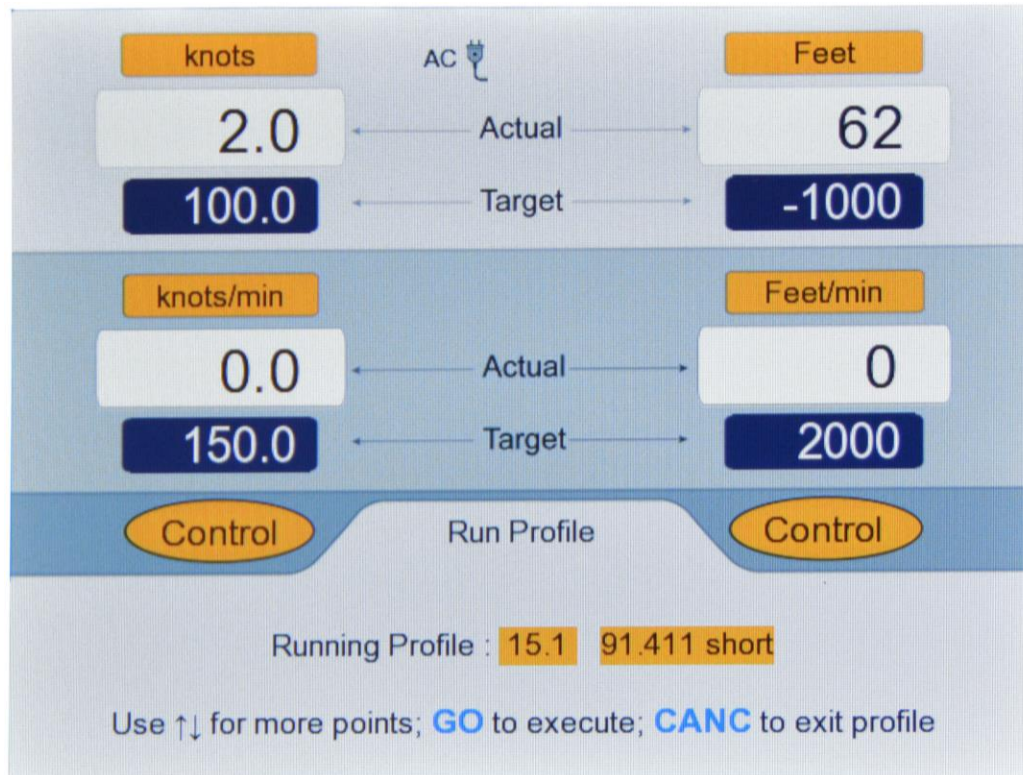 knots AC Feet
2.0 Actual 62
100.0 Target -1000
knots/min Feet/min
0.0 Actual 0
150.0 Target 2000
Control Run Profile Control
Running Profile : 15.1 91.411 short
Use ↑↓ for more points; GO to execute; CANC to exit profile